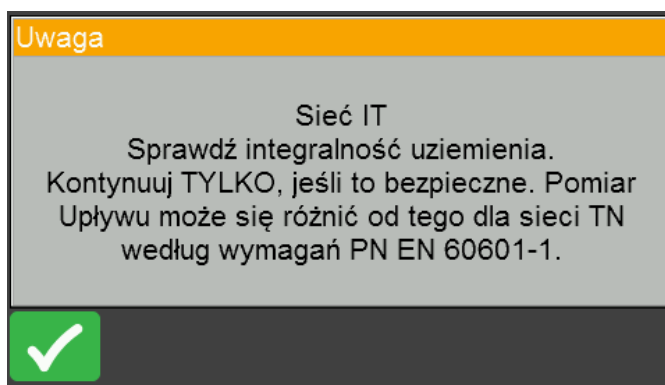 Uwaga
Sieć IT
Sprawdź integralność uziemienia.
Kontynuuj TYLKO, jeśli to bezpieczne. Pomiar
Upływu może się różnić od tego dla sieci TN
według wymagań PN EN 60601-1.